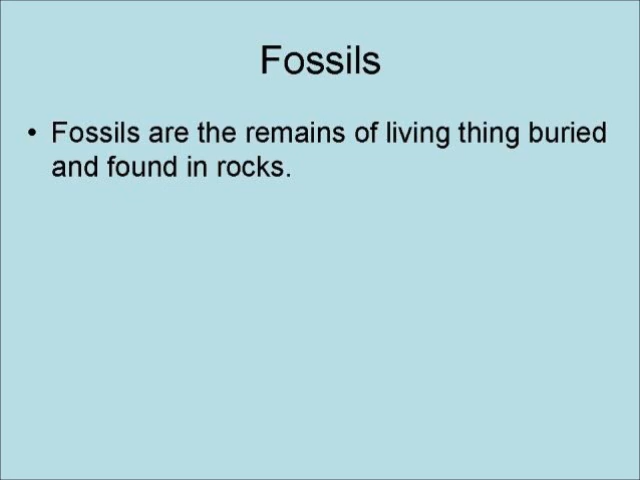 Fossils
• Fossils are the remains of living thing buried
and found in rocks.